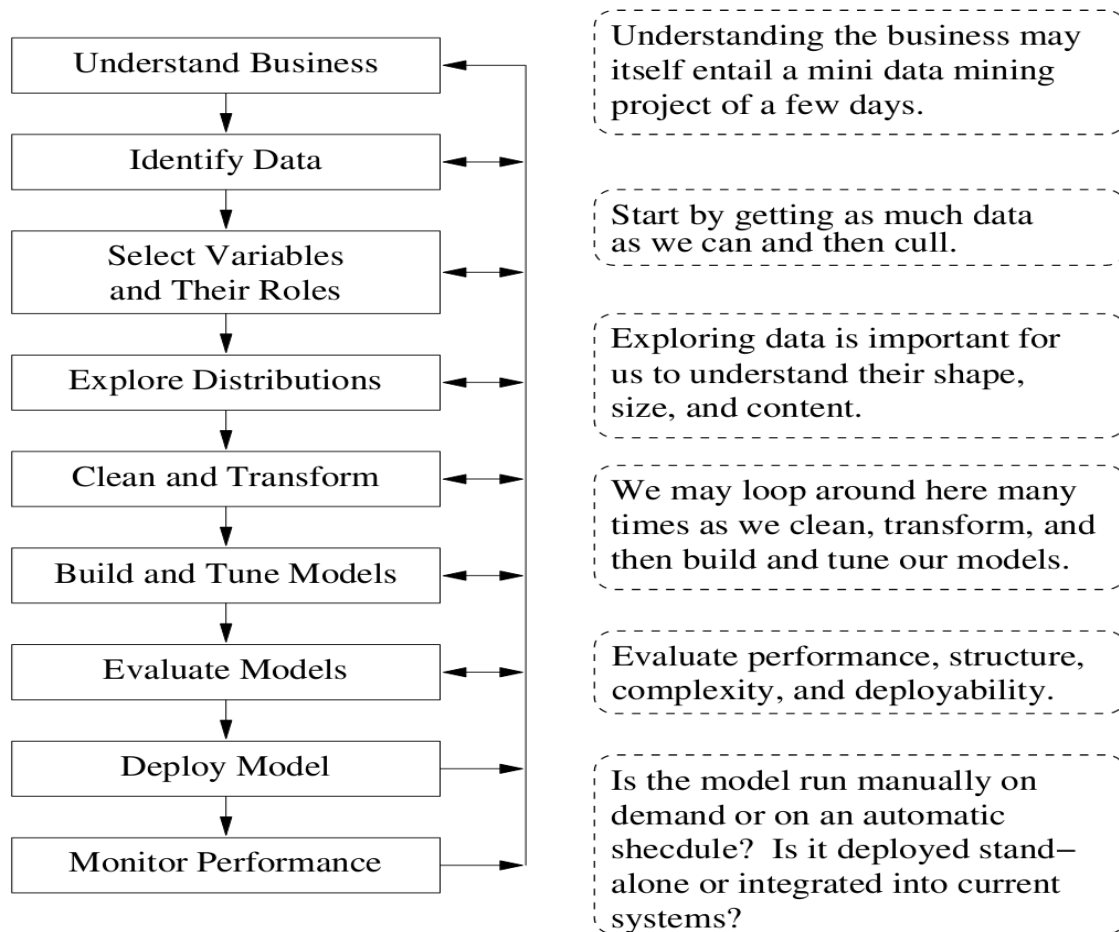 Understand Business
Identify Data
Select Variables
and Their Roles
Explore Distributions
Clean and Transform
Build and Tune Models
Evaluate Models
Deploy Model
Monitor Performance
Understanding the business may
itself entail a mini data mining
project of a few days.
Start by getting as much data
as we can and then cull.
Exploring data is important for
us to understand their shape,
size, and content.
We may loop around here many
times as we clean, transform, and
then build and tune our models.
Evaluate performance, structure,
complexity, and deployability.
Is the model run manually on
demand or on an automatic
shecdule?  Is it deployed stand−
alone or integrated into current
systems?